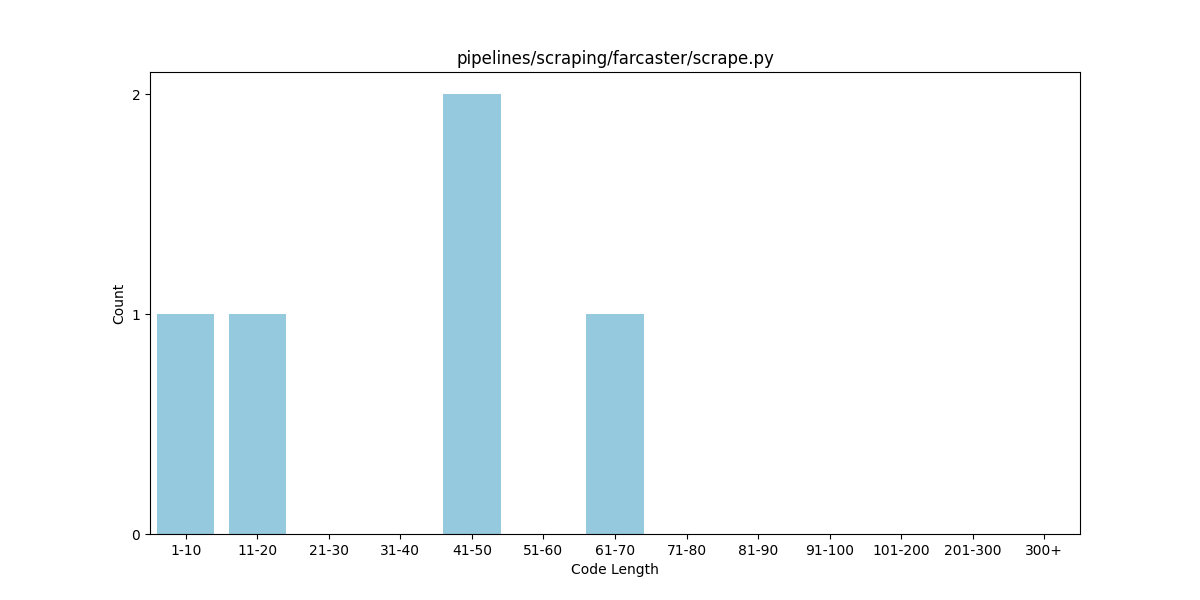 pipelines/scraping/farcaster/scrape.py
2
1
0
Count
1-10 11-20 21-30 31-40 41-50 51-60 61-70 71-80 81-90 91-100 101-200 201-300 300+
Code Length